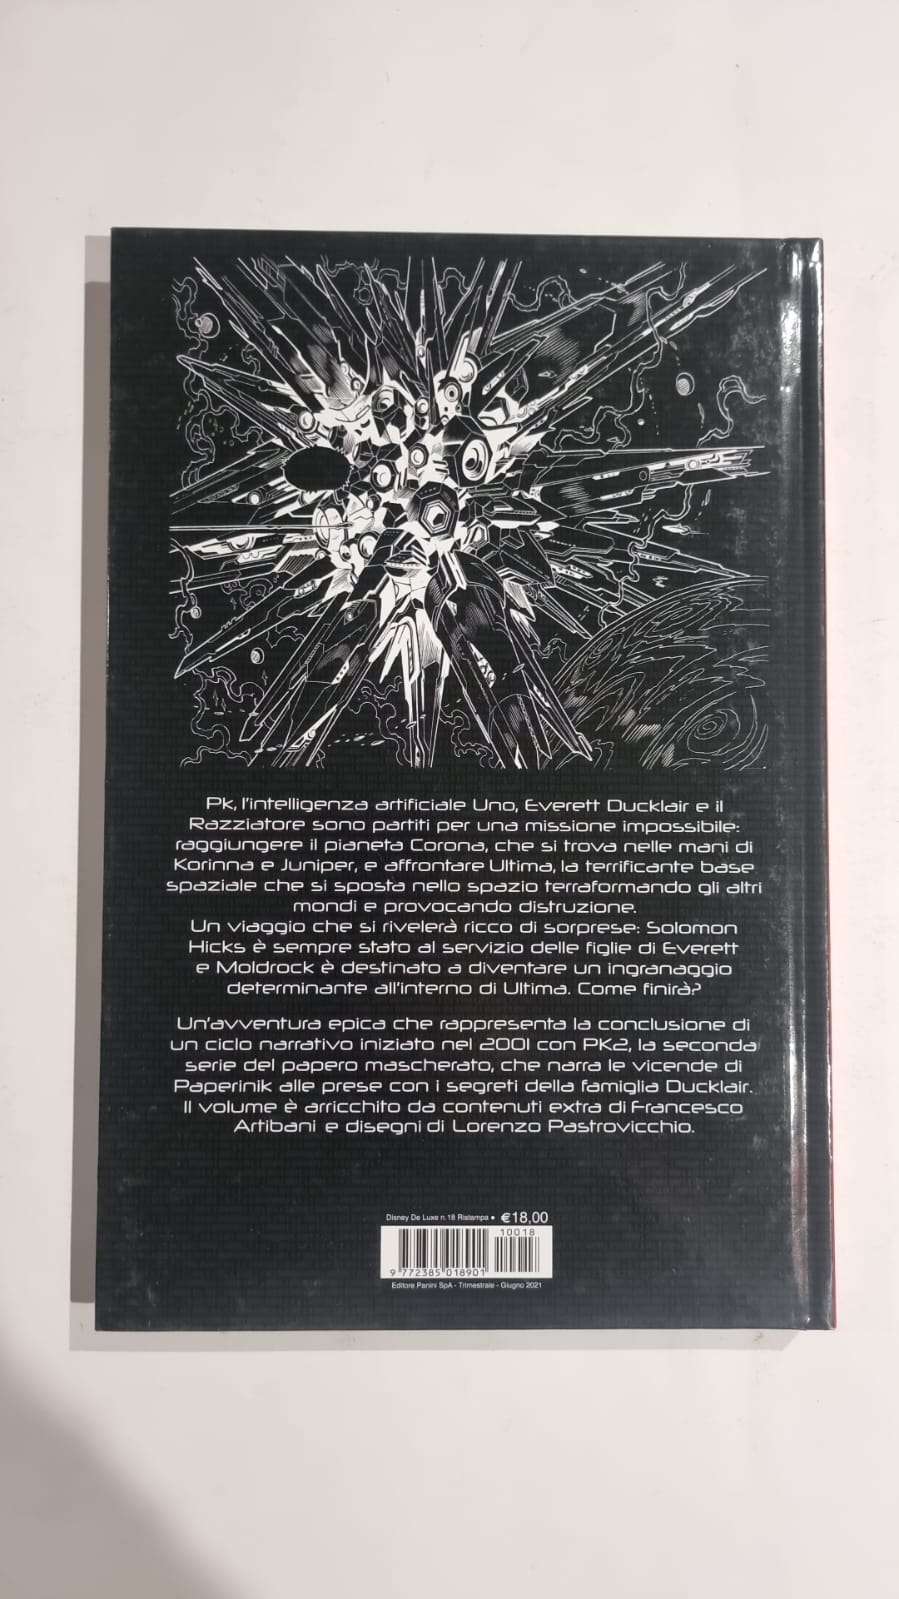 Pk, l'intelligenza artificiale Uno, Everett Ducklair e il
Razziatore sono partiti per una missione impossibile:
raggiungere il pianeta Corona, che si trova nelle mani di
Korinna e Juniper, e affrontare Ultima, la terrificante base
spaziale che si sposta nello spazio terraformando gli altri
mondi e provocando distruzione.
Un viaggio che si rivelerà ricco di sorprese: Solomon
Hicks è sempre stato al servizio delle figlie di Everett
e Moldrock è destinato a diventare un ingranaggio
determinante all'interno di Ultima. Come finirà?
Un'avventura epica che rappresenta la conclusione di
un ciclo narrativo iniziato nel 2001 con PK2, la seconda
serie del papero mascherato, che narra le vicende di
Paperinik alle prese con i segreti della famiglia Ducklair.
Il volume è arricchito da contenuti extra di Francesco
Artibani e disegni di Lorenzo Pastrovicchio.
Disney De Luxe n.18 Ristampa • €18,00
10018
9 772385 018901
Editore Panini SpA - Trimestrale - Giugno 2021